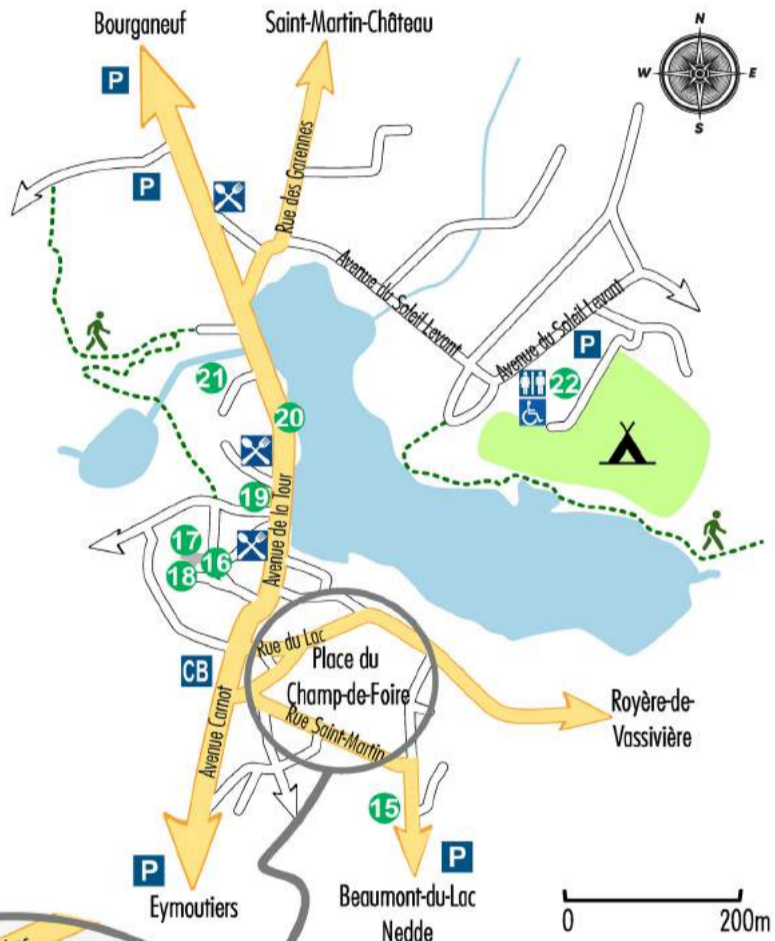 Bourganeuf
Saint-Martin-Château
N
W
E
S
P
P
Rue des Garennes
Avenue du Soleil Levant
Avenue du Soleil Levant
P
21
22
20
19
Avenue de la Tour
17
16
18
CB
Rue du Lac
Place du
Champ-de-Foire
Rue Saint-Martin
Avenue Carnot
Royère-de-
Vassivière
15
P
P
Eymoutiers
Beaumont-du-Lac
Nedde
0
200m